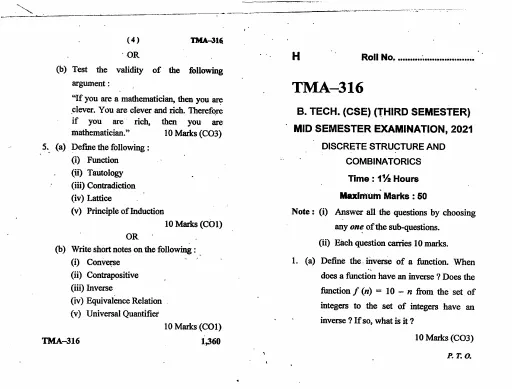 (4) TMA–316
OR
(b) Test the validity of the following
argument :
“If you are a mathematician, then you are
clever. You are clever and rich. Therefore
if you are rich, then you are
mathematician.” 10 Marks (CO3)
5. (a) Define the following :
(i) Function
(ii) Tautology
(iii) Contradiction
(iv) Lattice
(v) Principle of Induction
10 Marks (CO1)
OR
(b) Write short notes on the following :
(i) Converse
(ii) Contrapositive
(iii) Inverse
(iv) Equivalence Relation
(v) Universal Quantifier
10 Marks (CO1)
TMA–316 1,360
H Roll No. ................................
TMA–316
B. TECH. (CSE) (THIRD SEMESTER)
MID SEMESTER EXAMINATION, 2021
DISCRETE STRUCTURE AND
COMBINATORICS
Time : 1½ Hours
Maximum Marks : 50
Note : (i) Answer all the questions by choosing
any one of the sub-questions.
(ii) Each question carries 10 marks.
1. (a) Define the inverse of a function. When
does a function have an inverse ? Does the
function f (n) = 10 – n from the set of
integers to the set of integers have an
inverse ? If so, what is it ?
10 Marks (CO3)
P. T. O.